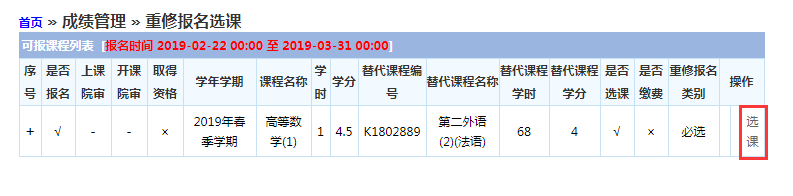 首页 » 成绩管理 » 重修报名选课
可报课程列表 [报名时间 2019-02-22 00:00 至 2019-03-31 00:00]
序号 是否报名 上课院审 开课院审 取得资格 学年学期 课程名称 学时 学分 替代课程编号 替代课程名称 替代课程学时 替代课程学分 是否选课 是否缴费 重修报名类别 操作
+ √ - - × 2019年春季学期 高等数学(1) 1 4.5 K1802889 第二外语(2)(法语) 68 4 √ × 必选 选课